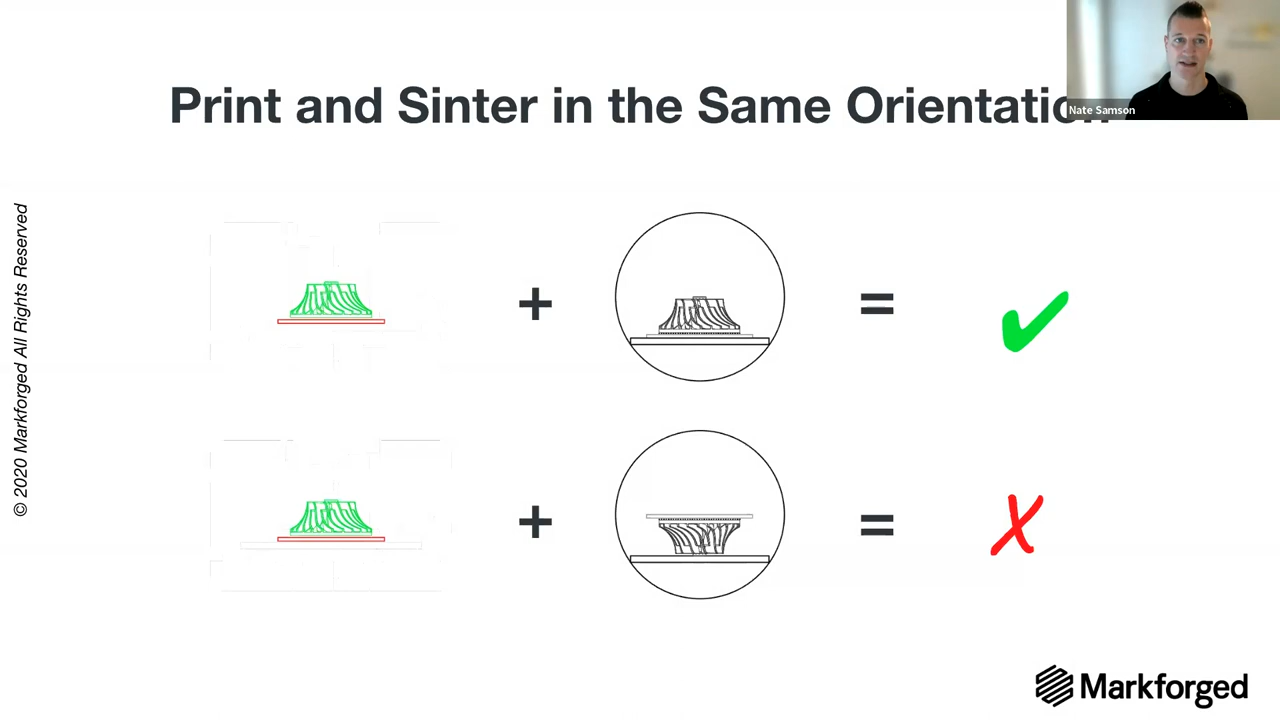 Nate Samson
Print and Sinter in the Same Orientation
© 2020 Markforged All Rights Reserved
+
=
+
=
Markforged